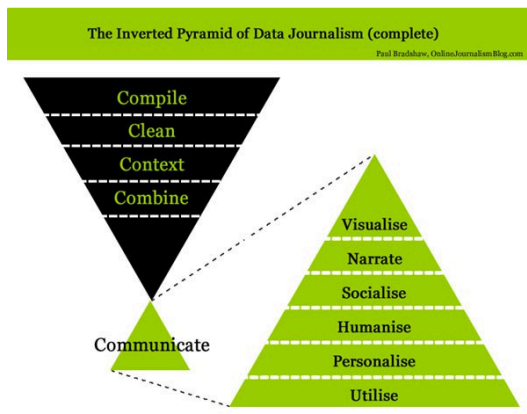 The Inverted Pyramid of Data Journalism (complete)
Paul Bradshaw, OnlineJournalismBlog.com
Compile
Clean
Context
Combine
Communicate
Visualise
Narrate
Socialise
Humanise
Personalise
Utilise